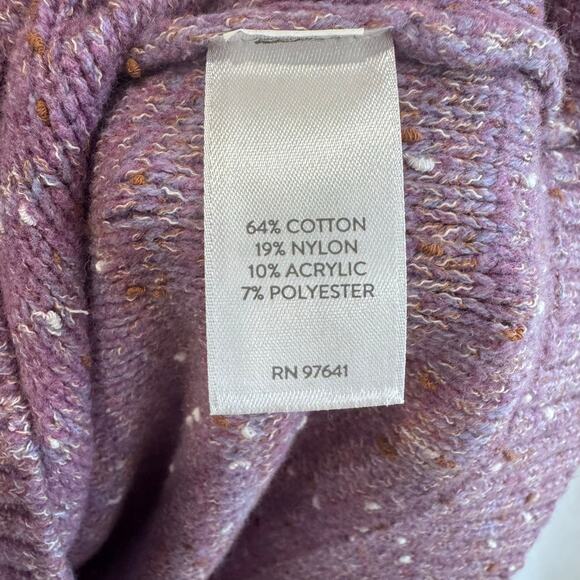 64% COTTON
19% NYLON
10% ACRYLIC
7% POLYESTER
RN 97641